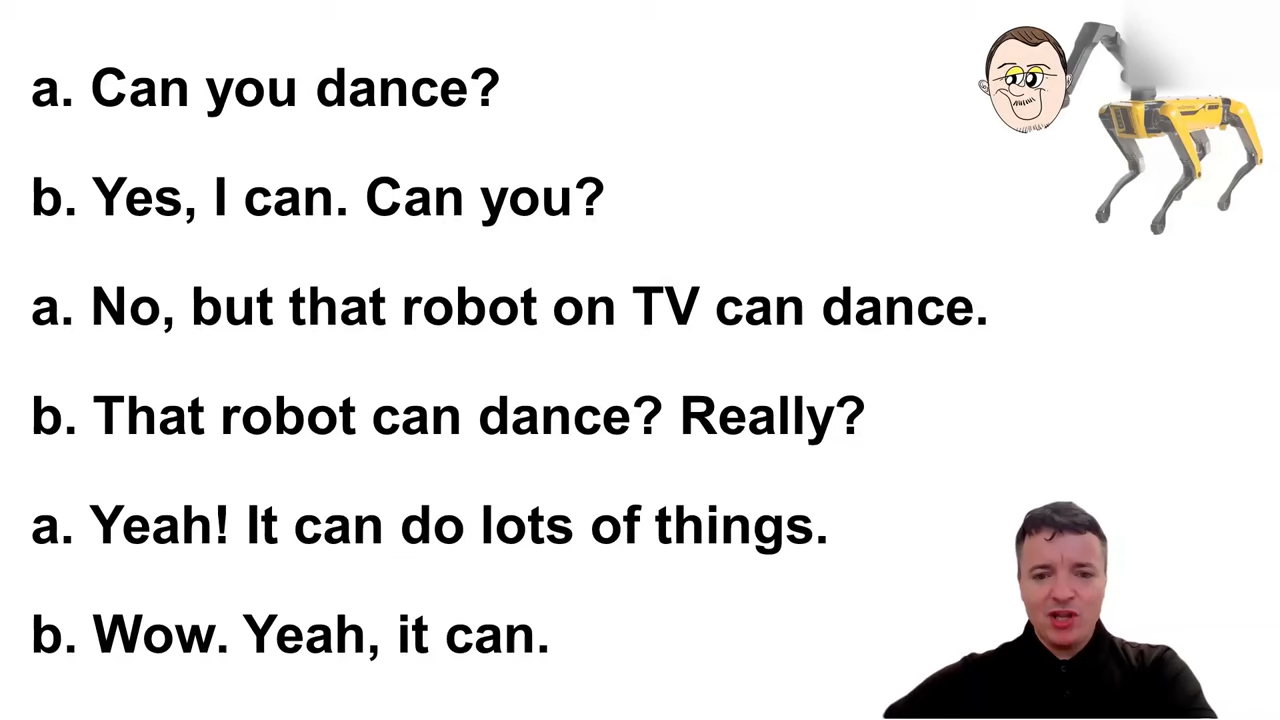 a. Can you dance?
b. Yes, I can. Can you?
a. No, but that robot on TV can dance.
b. That robot can dance? Really?
a. Yeah! It can do lots of things.
b. Wow. Yeah, it can.